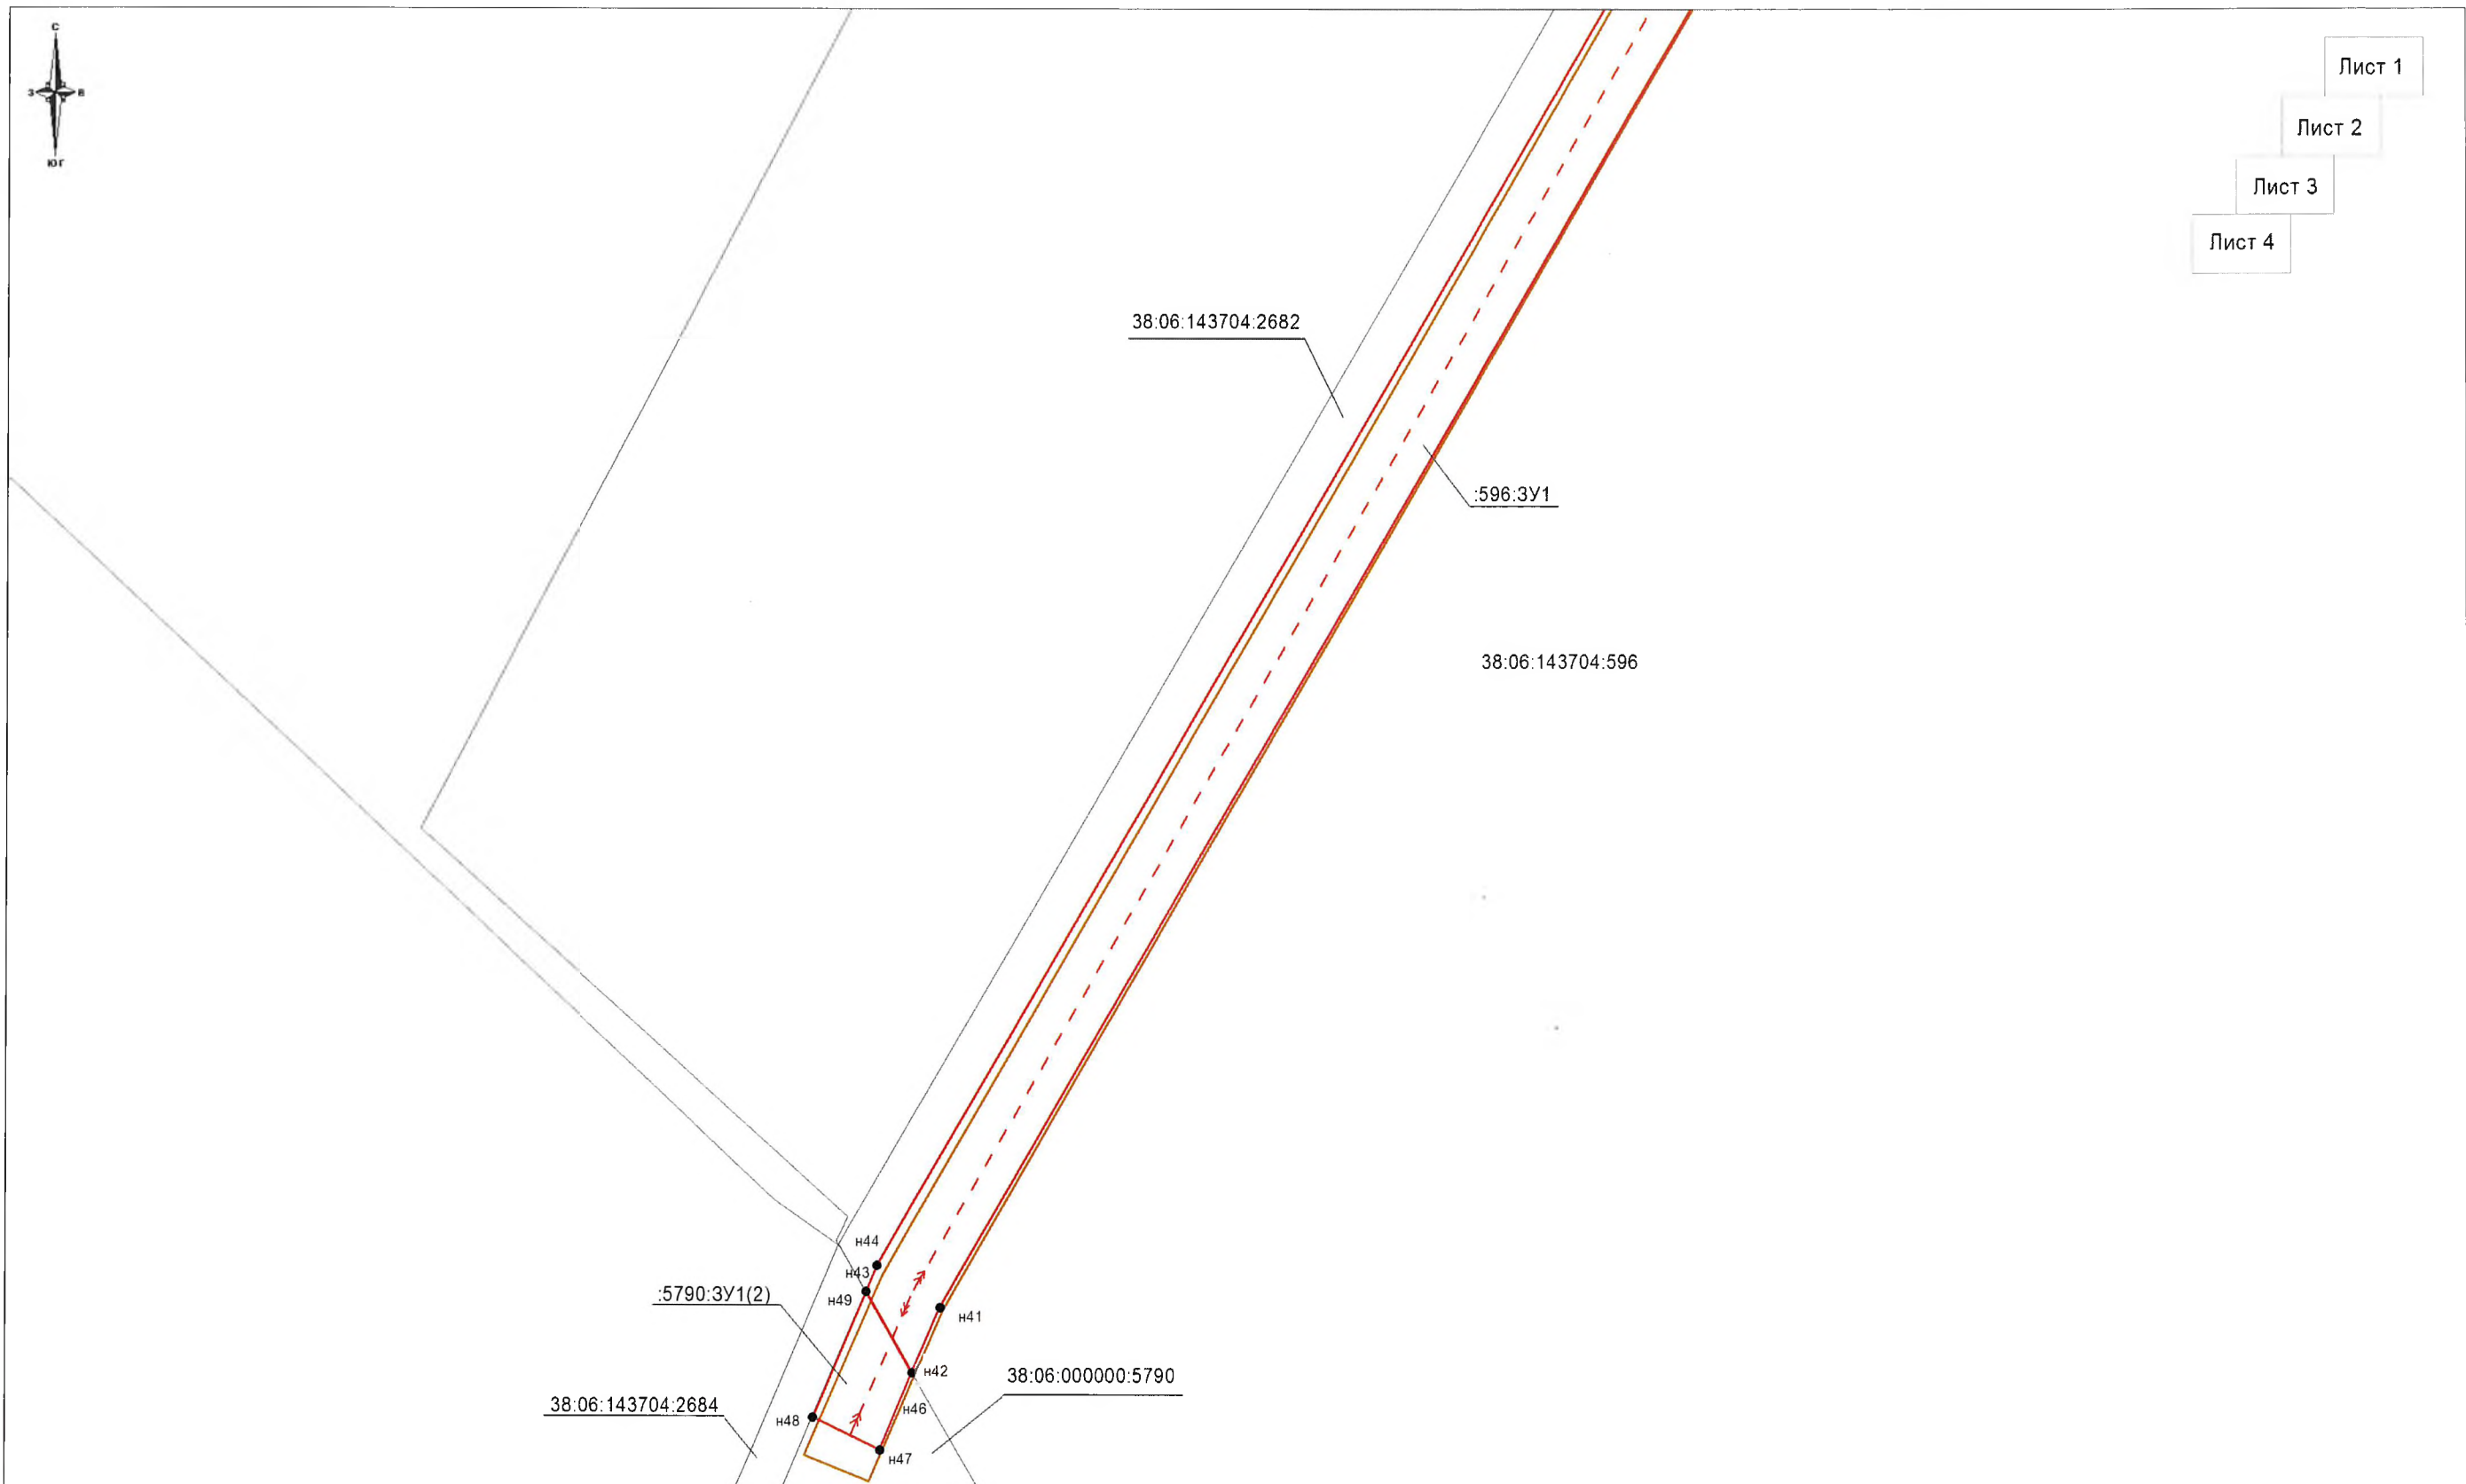 С
З
В
ЮГ
Лист 1
Лист 2
Лист 3
Лист 4
38:06:143704:2682
:596:ЗУ1
38:06:143704:596
н44
н43
:5790:ЗУ1(2)
н49
н41
н42
38:06:000000:5790
38:06:143704:2684
н48
н46
н47